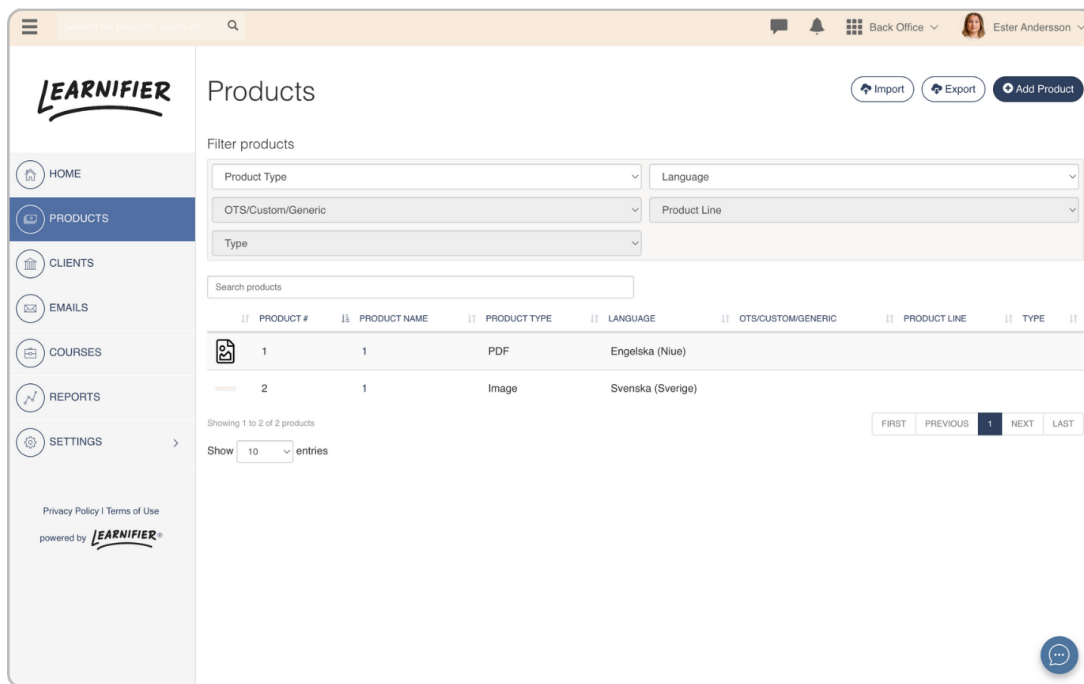 Back Office
Ester Andersson
LEARNIFIER
Products
Import
Export
Add Product
Filter products
HOME
PRODUCTS
CLIENTS
EMAILS
COURSES
REPORTS
SETTINGS
Privacy Policy | Terms of Use
powered by LEARNIFIER®
Product Type
Language
OTS/Custom/Generic
Product Line
Type
Search products
PRODUCT # PRODUCT NAME PRODUCT TYPE LANGUAGE OTS/CUSTOM/GENERIC PRODUCT LINE TYPE
1 1 PDF Engelska (Niue)
2 1 Image Svenska (Sverige)
Showing 1 to 2 of 2 products
FIRST PREVIOUS 1 NEXT LAST
Show 10 entries